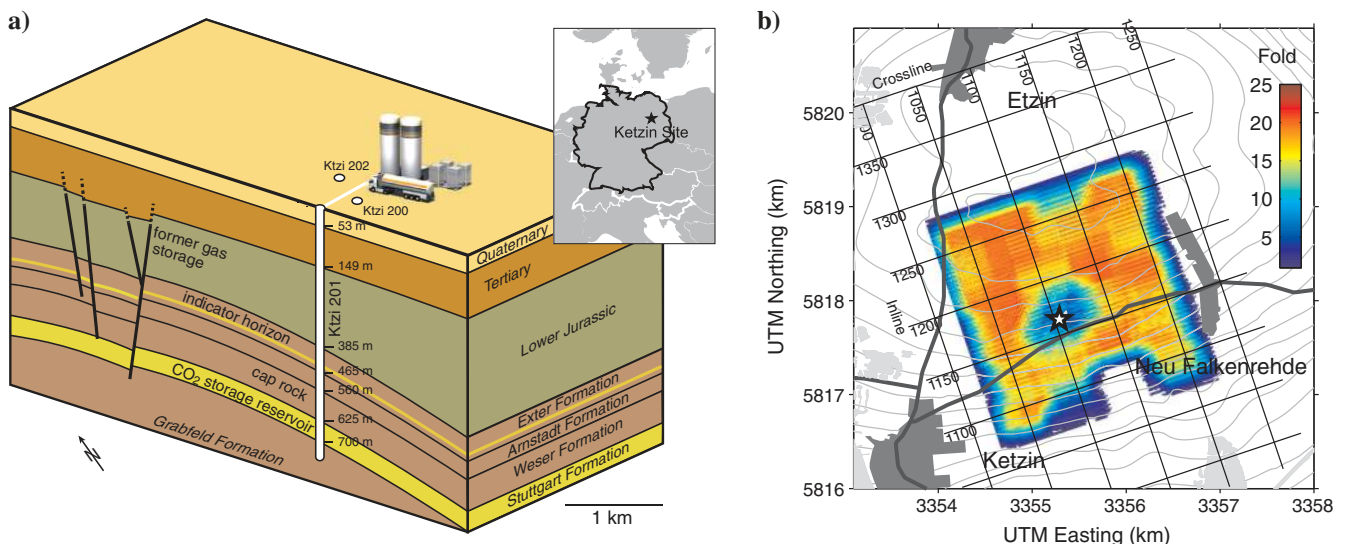 a)
Ketzin Site
Ktzi 202
Ktzi 200
53 m
149 m
385 m
465 m
560 m
625 m
700 m
Ktzi 201
former gas
storage
indicator horizon
cap rock
CO2 storage reservoir
Grabfeld Formation
Quaternary
Tertiary
Lower Jurassic
Exter Formation
Arnstadt Formation
Weser Formation
Stuttgart Formation
N
1 km
b)
Fold
25
20
15
10
5
Crossline
1050
1100
1150
1200
1250
Inline
1350
1300
1250
1200
1150
1100
Etzin
Neu Falkenrehde
Ketzin
UTM Northing (km)
5820
5819
5818
5817
5816
3354
3355
3356
3357
3358
UTM Easting (km)